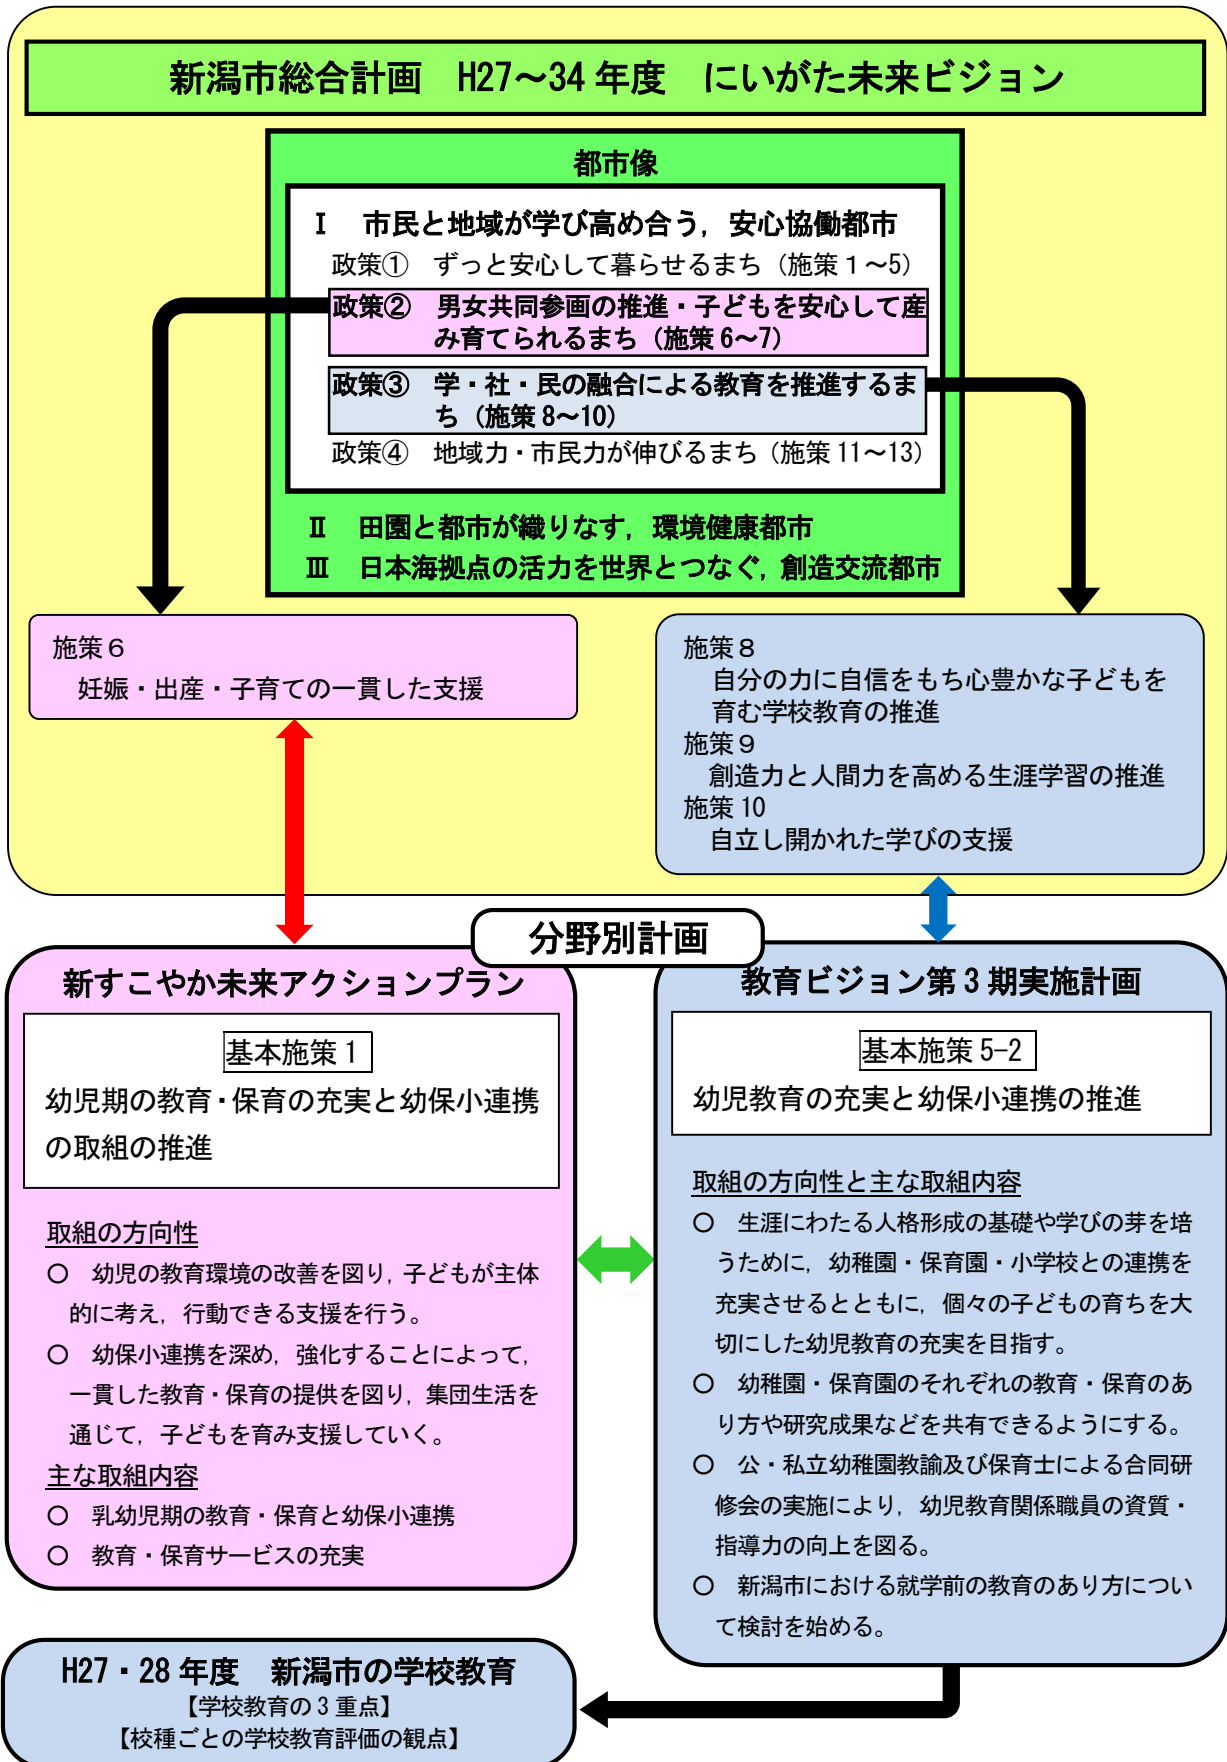 新潟市総合計画　H27～34 年度　にいがた未来ビジョン
都市像
Ⅰ　市民と地域が学び高め合う，安心協働都市
政策①　ずっと安心して暮らせるまち（施策 1～5）
政策②　男女共同参画の推進・子どもを安心して産
み育てられるまち（施策 6～7）
政策③　学・社・民の融合による教育を推進するま
ち（施策 8～10）
政策④　地域力・市民力が伸びるまち（施策 11～13）
Ⅱ　田園と都市が織りなす，環境健康都市
Ⅲ　日本海拠点の活力を世界とつなぐ，創造交流都市
施策６
妊娠・出産・子育ての一貫した支援
施策８
自分の力に自信をもち心豊かな子どもを
育む学校教育の推進
施策９
創造力と人間力を高める生涯学習の推進
施策 10
自立し開かれた学びの支援
分野別計画
新すこやか未来アクションプラン
基本施策 1
幼児期の教育・保育の充実と幼保小連携
の取組の推進
取組の方向性
○　幼児の教育環境の改善を図り，子どもが主体
的に考え，行動できる支援を行う。
○　幼保小連携を深め，強化することによって，
一貫した教育・保育の提供を図り，集団生活を
通じて，子どもを育み支援していく。
主な取組内容
○　乳幼児期の教育・保育と幼保小連携
○　教育・保育サービスの充実
教育ビジョン第 3 期実施計画
基本施策 5-2
幼児教育の充実と幼保小連携の推進
取組の方向性と主な取組内容
○　生涯にわたる人格形成の基礎や学びの芽を培
うために，幼稚園・保育園・小学校との連携を
充実させるとともに，個々の子どもの育ちを大
切にした幼児教育の充実を目指す。
○　幼稚園・保育園のそれぞれの教育・保育のあ
り方や研究成果などを共有できるようにする。
○　公・私立幼稚園教諭及び保育士による合同研
修会の実施により，幼児教育関係職員の資質・
指導力の向上を図る。
○　新潟市における就学前の教育のあり方につい
て検討を始める。
H27・28 年度　新潟市の学校教育
【学校教育の 3 重点】
【校種ごとの学校教育評価の観点】